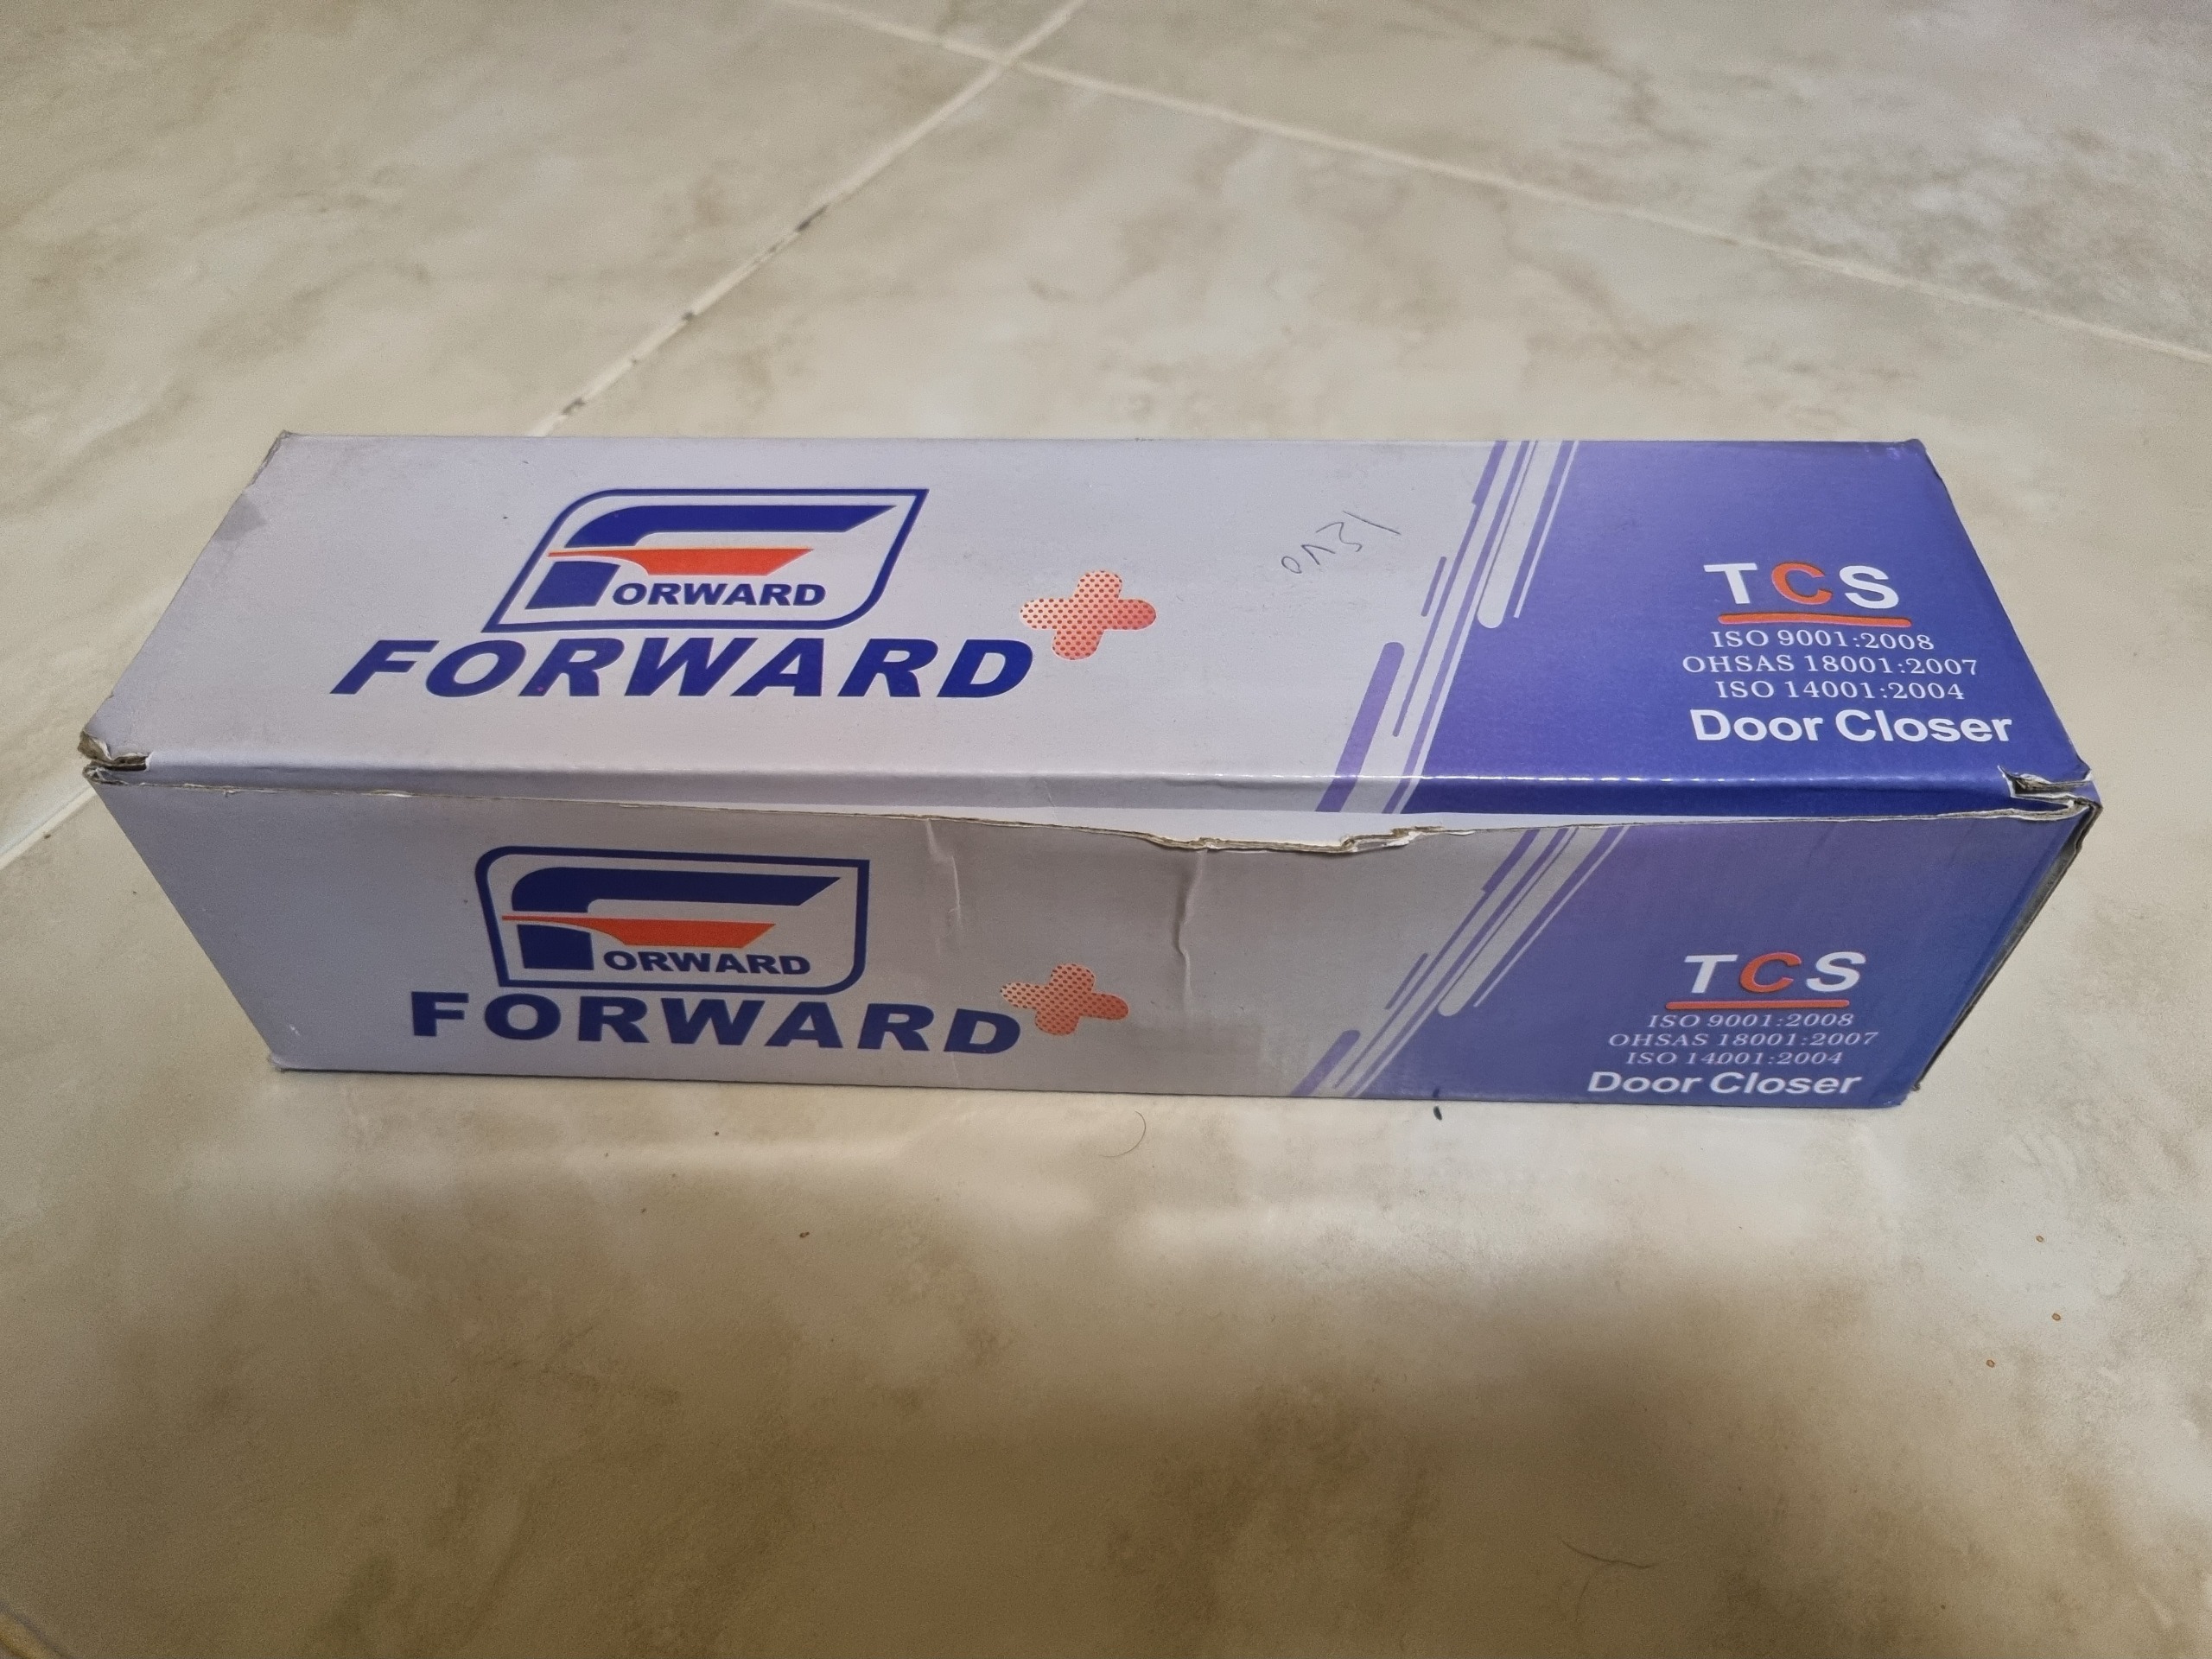 FORWARD
FORWARD
TCS
ISO 9001:2008
OHSAS 18001:2007
ISO 14001:2004
Door Closer
FORWARD
FORWARD
TCS
ISO 9001:2008
OHSAS 18001:2007
ISO 14001:2004
Door Closer